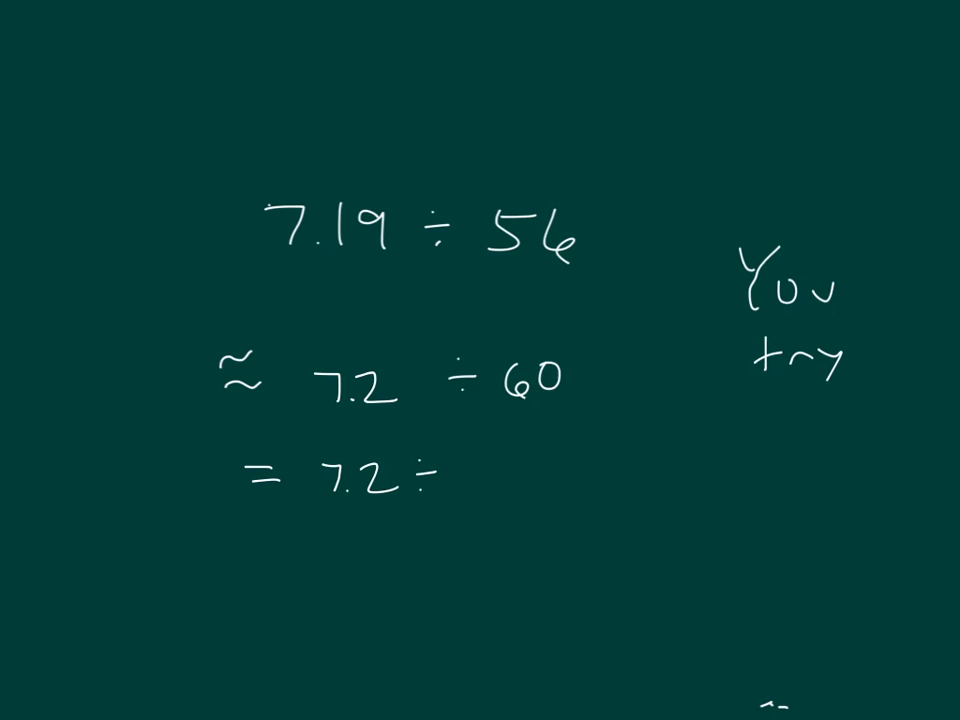 7.19 ÷ 56
You
try
≈ 7.2 ÷ 60
= 7.2 ÷